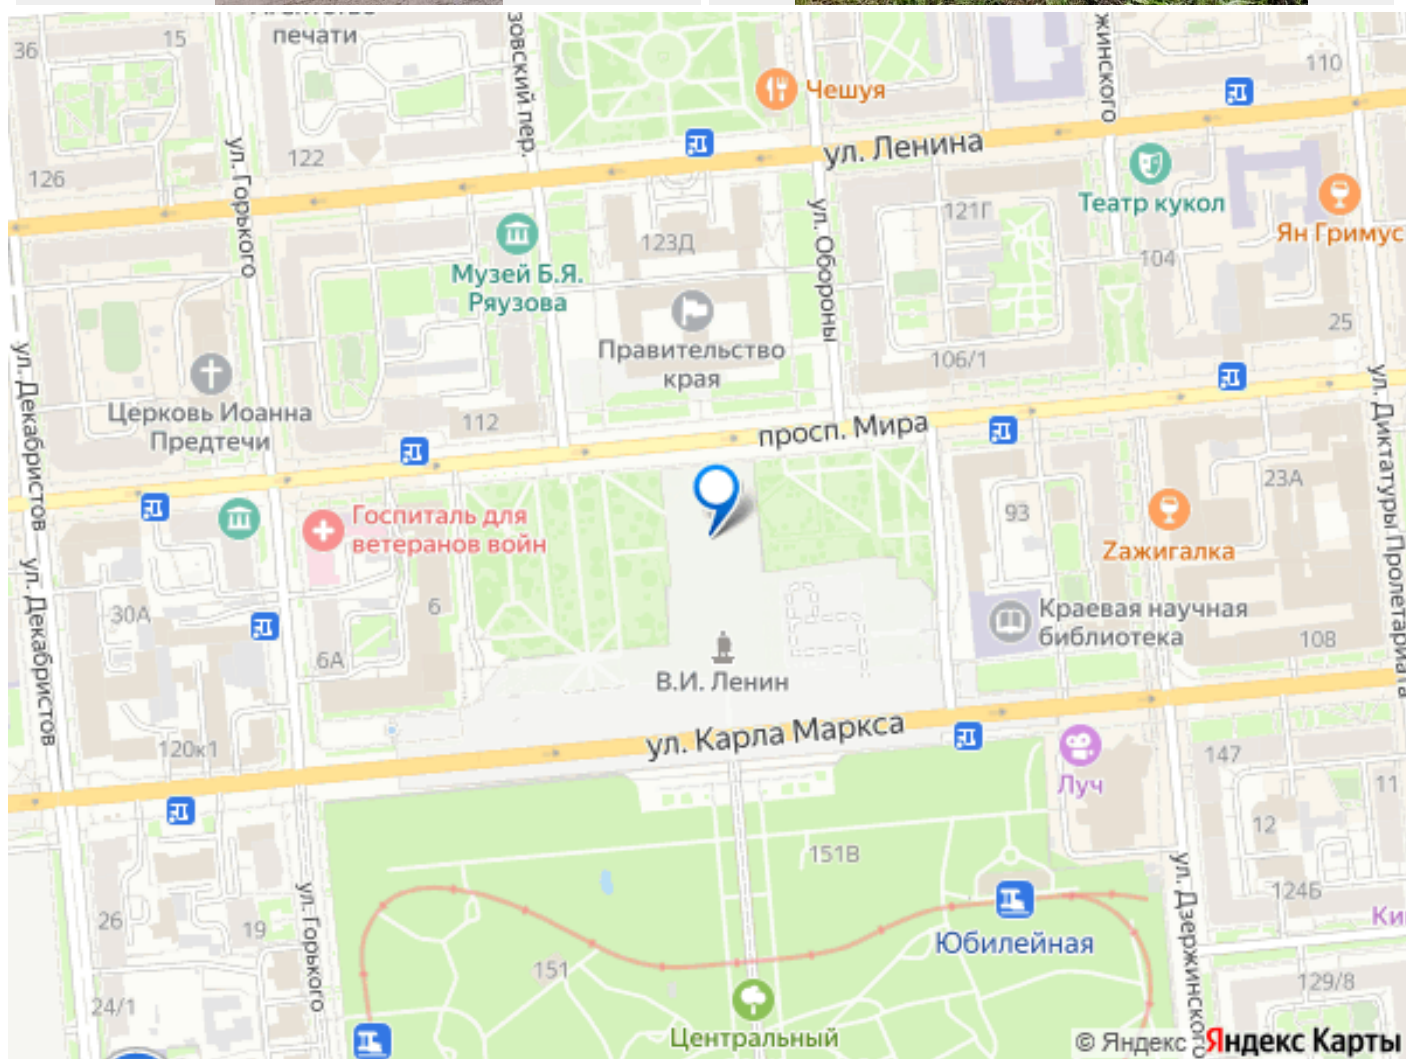 печати
36
15
зовский пер.
жинского
110
Чешуя
ул. Ленина
ул. Горького
122
126
Театр кукол
121Г
Ян Гримус
ул. Обороны
123Д
Музей Б.Я.
Ряузова
104
25
Правительство
края
106/1
ул. Декабристов
Церковь Иоанна
Предтечи
112
просп. Мира
ул. Диктатуры Пролетариата
23А
93
Госпиталь для
ветеранов войн
Zажигалка
ул. Декабристов
30А
6
Краевая научная
библиотека
108
6А
В.И. Ленин
ул. Карла Маркса
120к1
147
Луч
11
12
151В
ул. Дзержинского
124Б
Ки
26
19
ул. Горького
Юбилейная
151
129/8
24/1
Центральный
© Яндекс Яндекс Карты